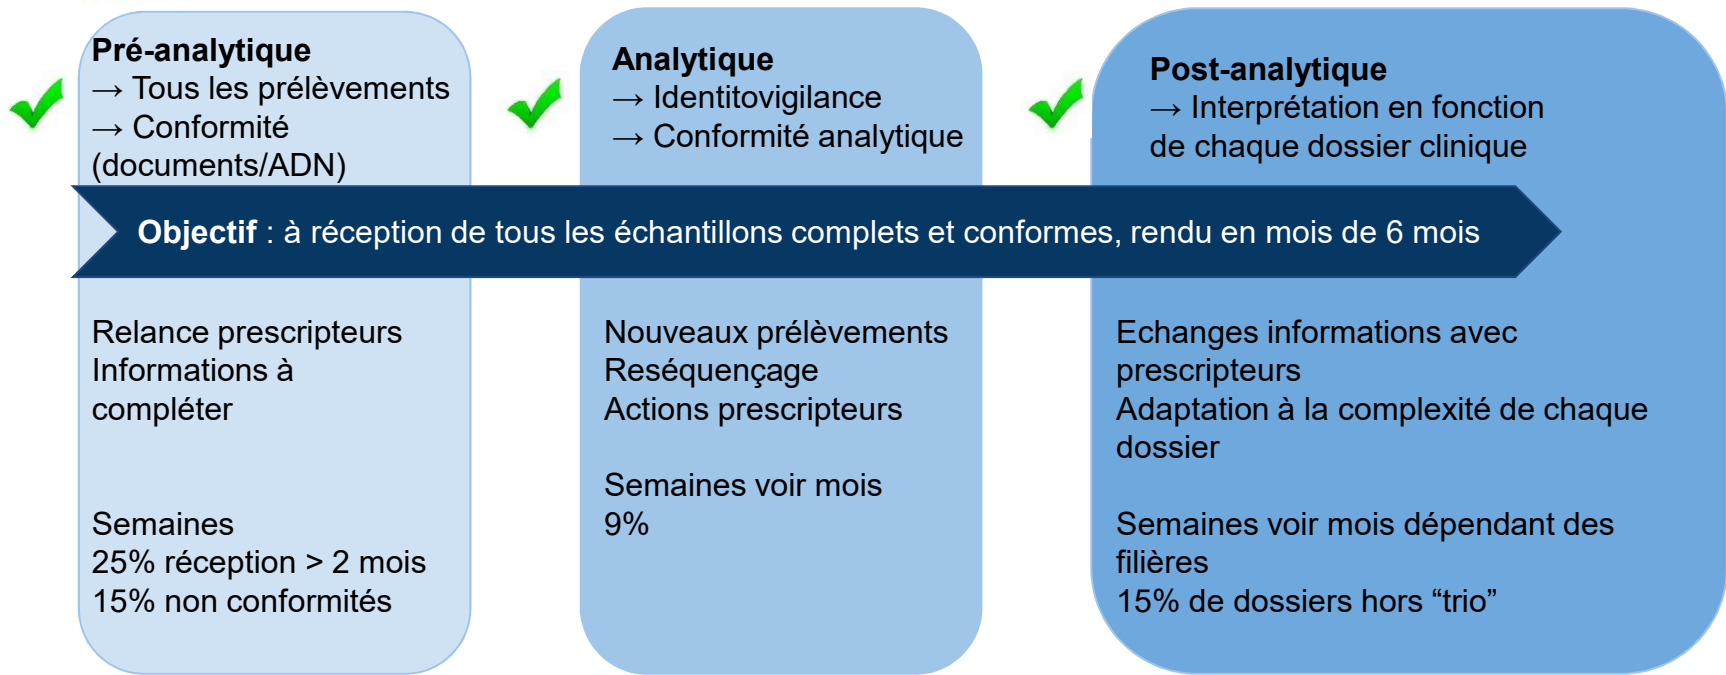 Pré-analytique
→ Tous les prélèvements
→ Conformité
(documents/ADN)
Analytique
→ Identitovigilance
→ Conformité analytique
Post-analytique
→ Interprétation en fonction
de chaque dossier clinique
Objectif : à réception de tous les échantillons complets et conformes, rendu en mois de 6 mois
Relance prescripteurs
Informations à
compléter
Semaines
25% réception > 2 mois
15% non conformités
Nouveaux prélèvements
Reséquençage
Actions prescripteurs
Semaines voir mois
9%
Echanges informations avec
prescripteurs
Adaptation à la complexité de chaque
dossier
Semaines voir mois dépendant des
filières
15% de dossiers hors “trio”